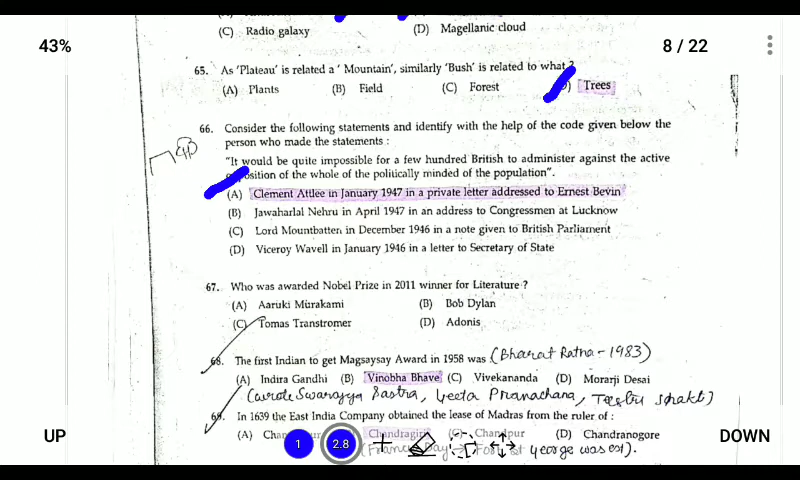 (C) Radio galaxy (D) Magellanic cloud
43%
8 / 22
65. As 'Plateau' is related a ' Mountain', similarly 'Bush' is related to what ?
(A) Plants (B) Field (C) Forest Trees
66. Consider the following statements and identify with the help of the code given below the
person who made the statements :
"It would be quite impossible for a few hundred British to administer against the active
of the whole of the politically minded of the population".
(A) Clement Attlee in January 1947 in a private letter addressed to Ernest Bevin
(B) Jawaharlal Nehru in April 1947 in an address to Congressmen at Lucknow
(C) Lord Mountbatten in December 1946 in a note given to British Parliament
(D) Viceroy Wavell in January 1946 in a letter to Secretary of State
67. Who was awarded Nobel Prize in 2011 winner for Literature ?
(A) Aaruki Murakami (B) Bob Dylan
(C) Tomas Transtromer (D) Adonis
68. The first Indian to get Magsaysay Award in 1958 was (Bharat Ratna - 1983)
(A) Indira Gandhi (B) Vinobha Bhave (C) Vivekananda (D) Morarji Desai
Swarajya Sastra, Geeta Pravachana, shakti)
69. In 1639 the East India Company obtained the lease of Madras from the ruler of :
UP
(A) 1 2.8 Chandragiri (C) Chandpur (D) Chandranagore
DOWN
George was est).